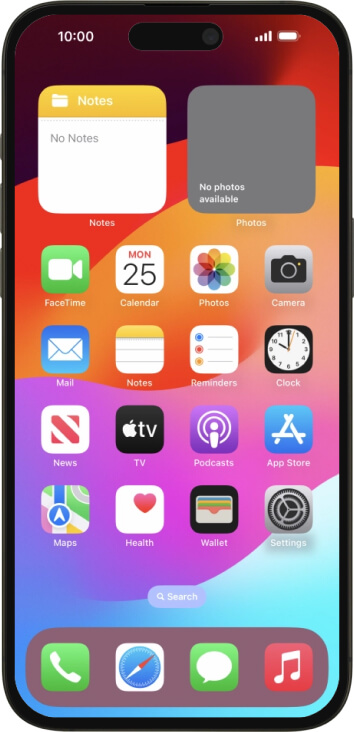 10:00
Notes
No Notes
No photos
available
Notes
Photos
MON
25
FaceTime
Calendar
Photos
Camera
Mail
Notes
Reminders
Clock
tv
News
TV
Podcasts
App Store
Maps
Health
Wallet
Settings
Search